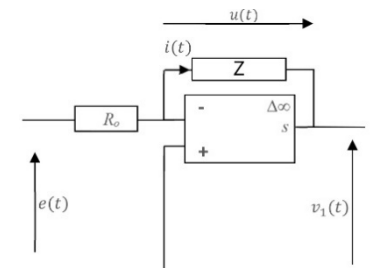 u(t)
i(t)
Z
- Δ∞
R₀ s
+
e(t) v₁(t)